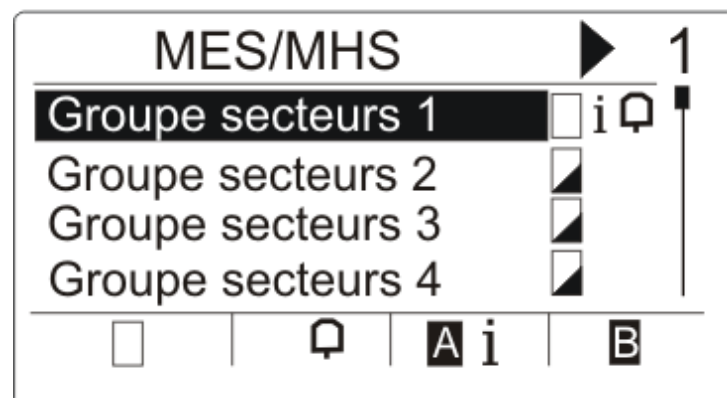 MES/MHS 1
Groupe secteurs 1 i
Groupe secteurs 2
Groupe secteurs 3
Groupe secteurs 4
A i B